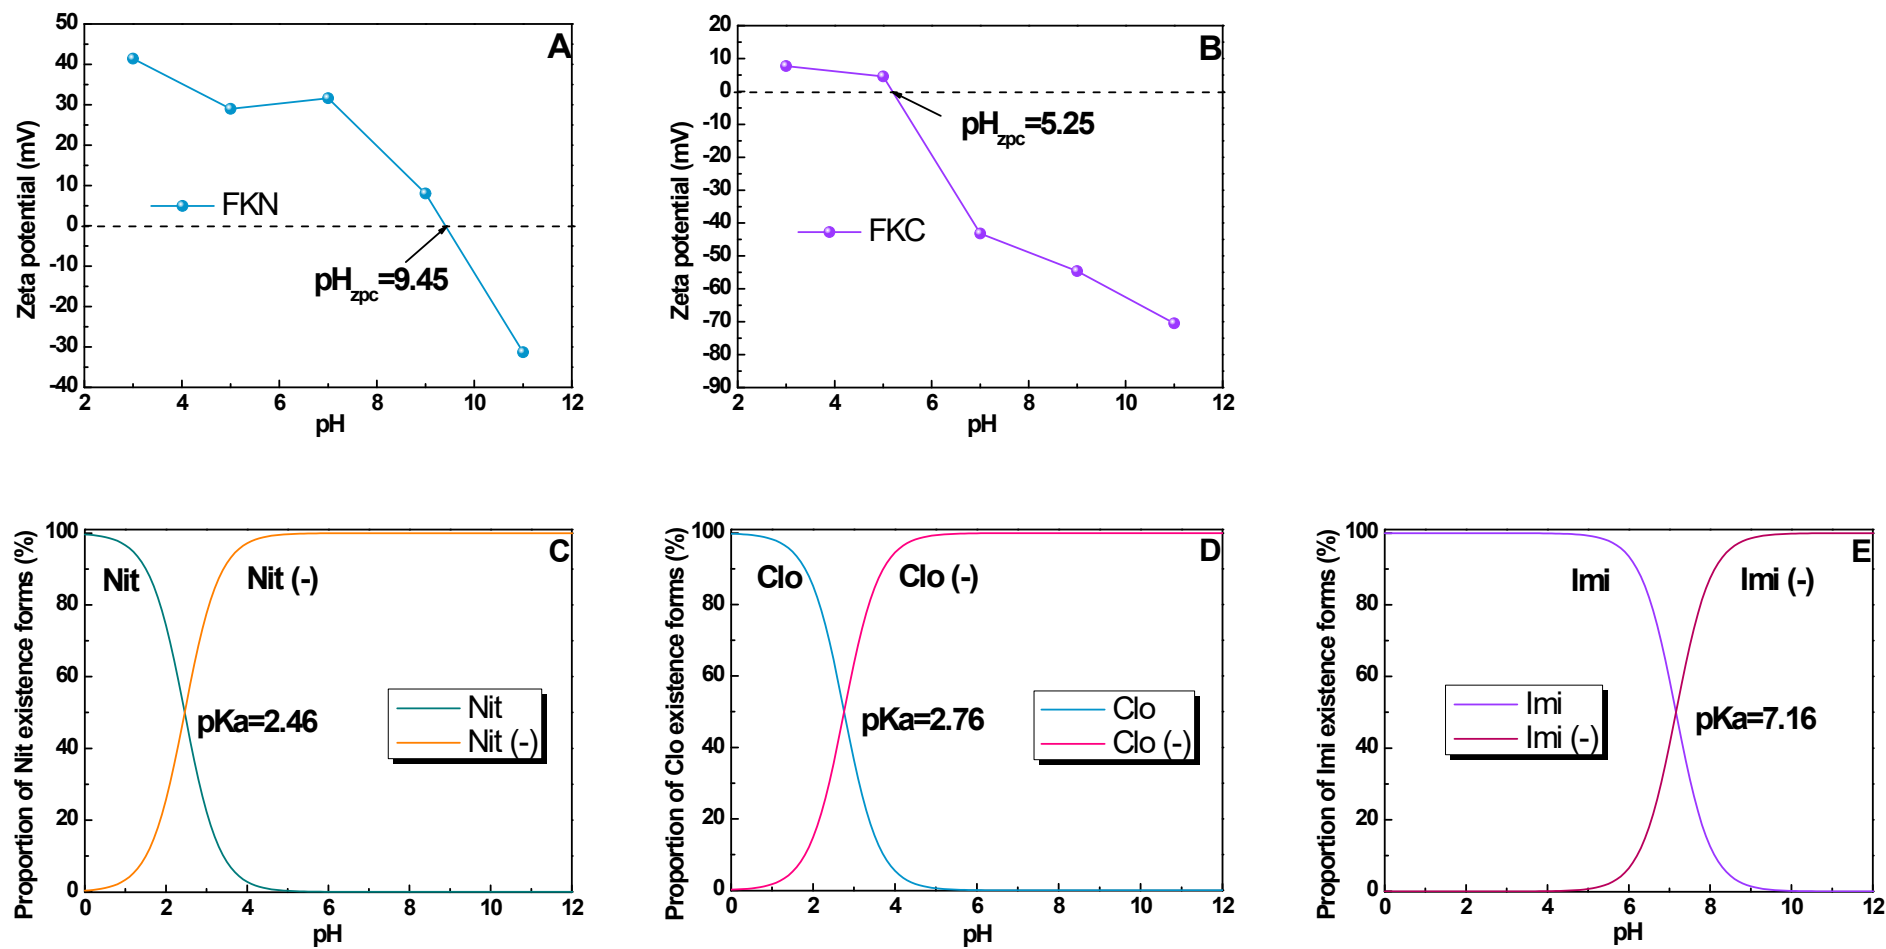 A
50
40
30
20
10
0
-10
-20
-30
-40
2
4
6
8
10
12
Zeta potential (mV)
pH
FKN
pHzpc=9.45
B
20
10
0
-10
-20
-30
-40
-50
-60
-70
-80
-90
2
4
6
8
10
12
Zeta potential (mV)
pH
FKC
pHzpc=5.25
C
100
80
60
40
20
0
0
2
4
6
8
10
12
Proportion of Nit existence forms (%)
pH
Nit
Nit (-)
pKa=2.46
Nit
Nit (-)
D
100
80
60
40
20
0
0
2
4
6
8
10
12
Proportion of Clo existence forms (%)
pH
Clo
Clo (-)
pKa=2.76
Clo
Clo (-)
E
100
80
60
40
20
0
0
2
4
6
8
10
12
Proportion of Imi existence forms (%)
pH
Imi
Imi (-)
pKa=7.16
Imi
Imi (-)